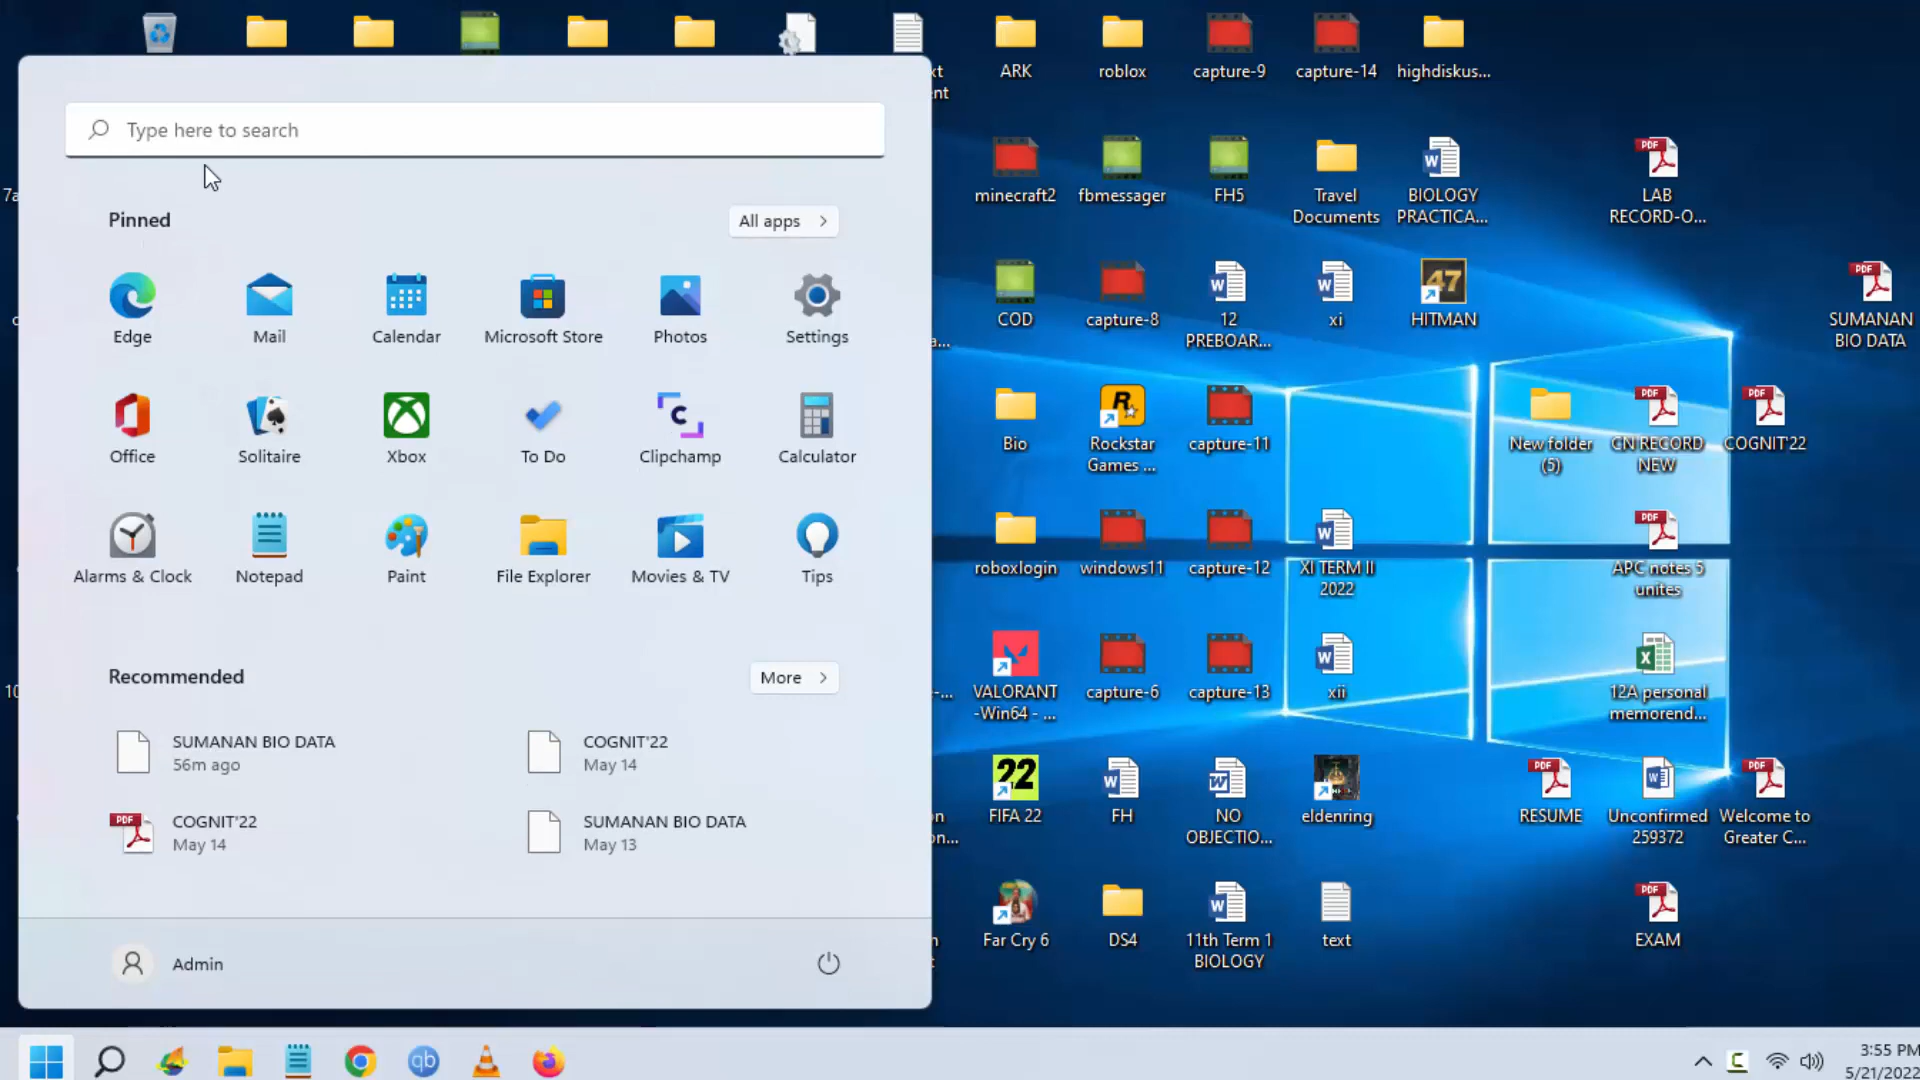 Type here to search
Pinned
All apps
Edge
Mail
Calendar
Microsoft Store
Photos
Settings
Office
Solitaire
Xbox
To Do
Clipchamp
Calculator
Alarms & Clock
Notepad
Paint
File Explorer
Movies & TV
Tips
Recommended
More
SUMANAN BIO DATA
56m ago
COGNIT'22
May 14
COGNIT'22
May 14
SUMANAN BIO DATA
May 13
Admin
ARK
roblox
capture-9
capture-14
highdiskus...
minecraft2
fbmessager
FH5
Travel
Documents
BIOLOGY
PRACTICA...
LAB
RECORD-O...
COD
capture-8
12
PREBOAR...
xi
47
HITMAN
SUMANAN
BIO DATA
Bio
Rockstar
Games ...
capture-11
New folder
(5)
CN RECORD
NEW
COGNIT'22
roboxlogin
windows11
capture-12
XI TERM II
2022
APC notes 5
unites
VALORANT
-Win64 - ...
capture-6
capture-13
xii
12A personal
memorend...
22
FIFA 22
FH
NO
OBJECTIO...
eldenring
RESUME
Unconfirmed
259372
Welcome to
Greater C...
Far Cry 6
DS4
11th Term 1
BIOLOGY
text
EXAM
3:55 PM
5/21/2022